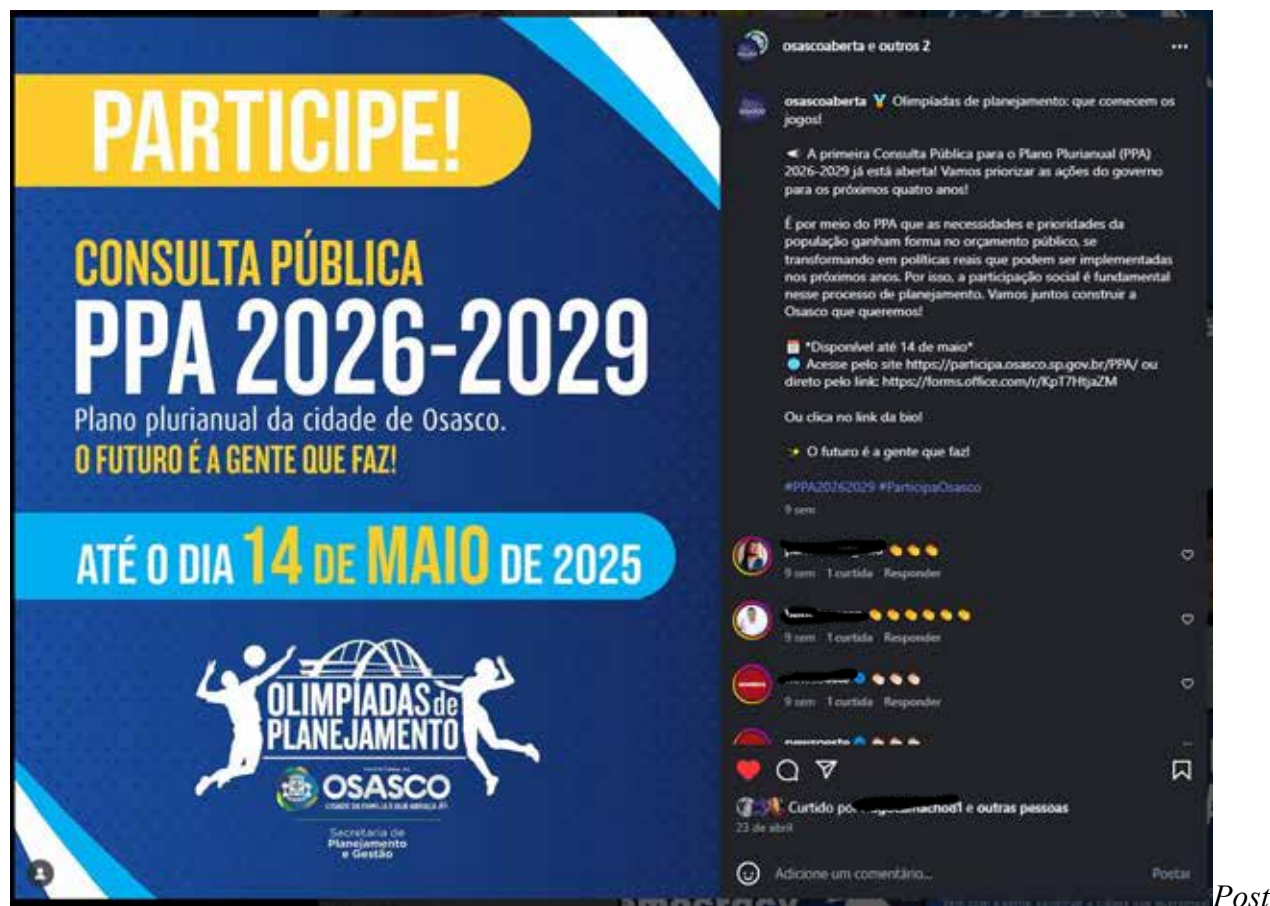 PARTICIPE!
CONSULTA PÚBLICA
PPA 2026-2029
Plano plurianual da cidade de Osasco.
O FUTURO É A GENTE QUE FAZ!
ATÉ O DIA 14 DE MAIO DE 2025
OLIMPÍADAS de
PLANEJAMENTO
OSASCO
Secretaria de
Planejamento
e Gestão
osascoaberta e outros 2
osascoaberta Olimpíadas de planejamento: que comecem os
jogos!
A primeira Consulta Pública para o Plano Plurianual (PPA)
2026-2029 já está aberta! Vamos priorizar as ações do governo
para os próximos quatro anos!
É por meio do PPA que as necessidades e prioridades da
população ganham forma no orçamento público, se
transformando em políticas reais que podem ser implementadas
nos próximos anos. Por isso, a participação social é fundamental
nesse processo de planejamento. Vamos juntos construir a
Osasco que queremos!
*Disponível até 14 de maio*
Acesse pelo site https://participa.osasco.sp.gov.br/PPA/ ou
direto pelo link: https://forms.office.com/r/KpT7HtjaZM
Ou clica no link da bio!
O futuro é a gente que faz!
#PPA20262029 #ParticipaOsasco
9 sem
9 sem 1 curtida Responder
9 sem 1 curtida Responder
9 sem 1 curtida Responder
Curtido por e outras pessoas
23 de abril
Adicione um comentário... Postar
Post